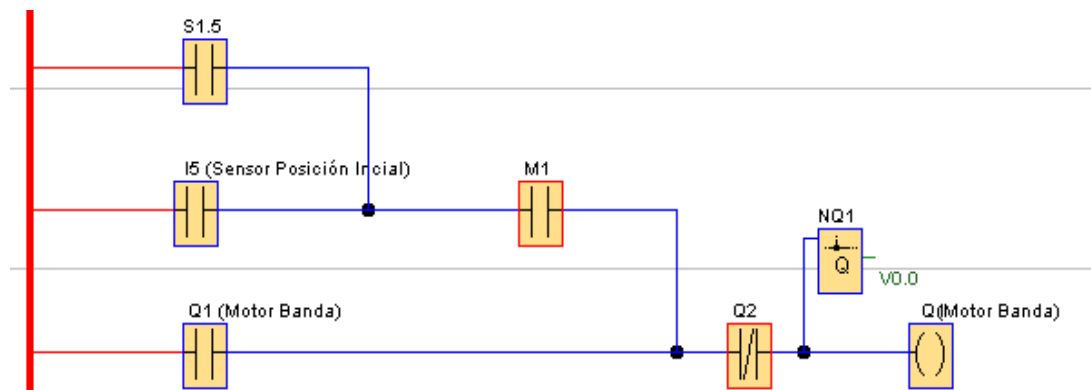 S1.5
I5 (Sensor Posición Incial)
M1
NQ1
Q
V0.0
Q1 (Motor Banda)
Q2
Q(Motor Banda)